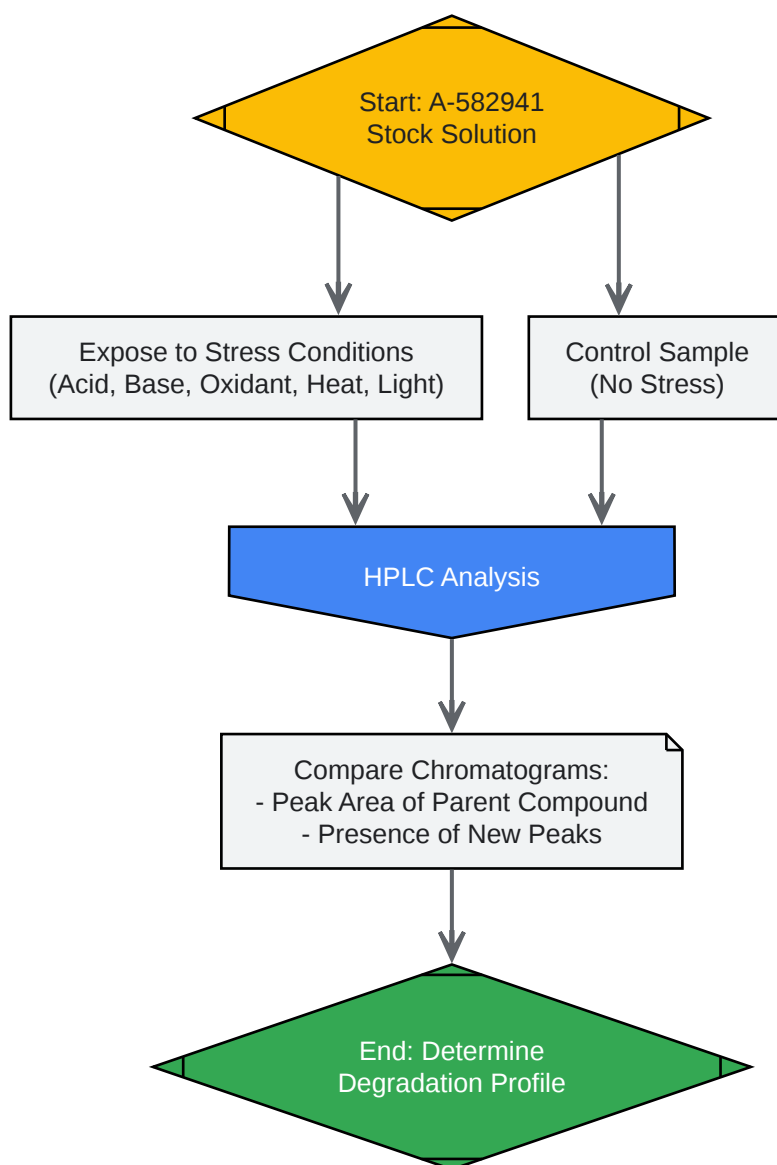 Start: A-582941
Stock Solution
Expose to Stress Conditions
(Acid, Base, Oxidant, Heat, Light)
Control Sample
(No Stress)
HPLC Analysis
Compare Chromatograms:
- Peak Area of Parent Compound
- Presence of New Peaks
End: Determine
Degradation Profile